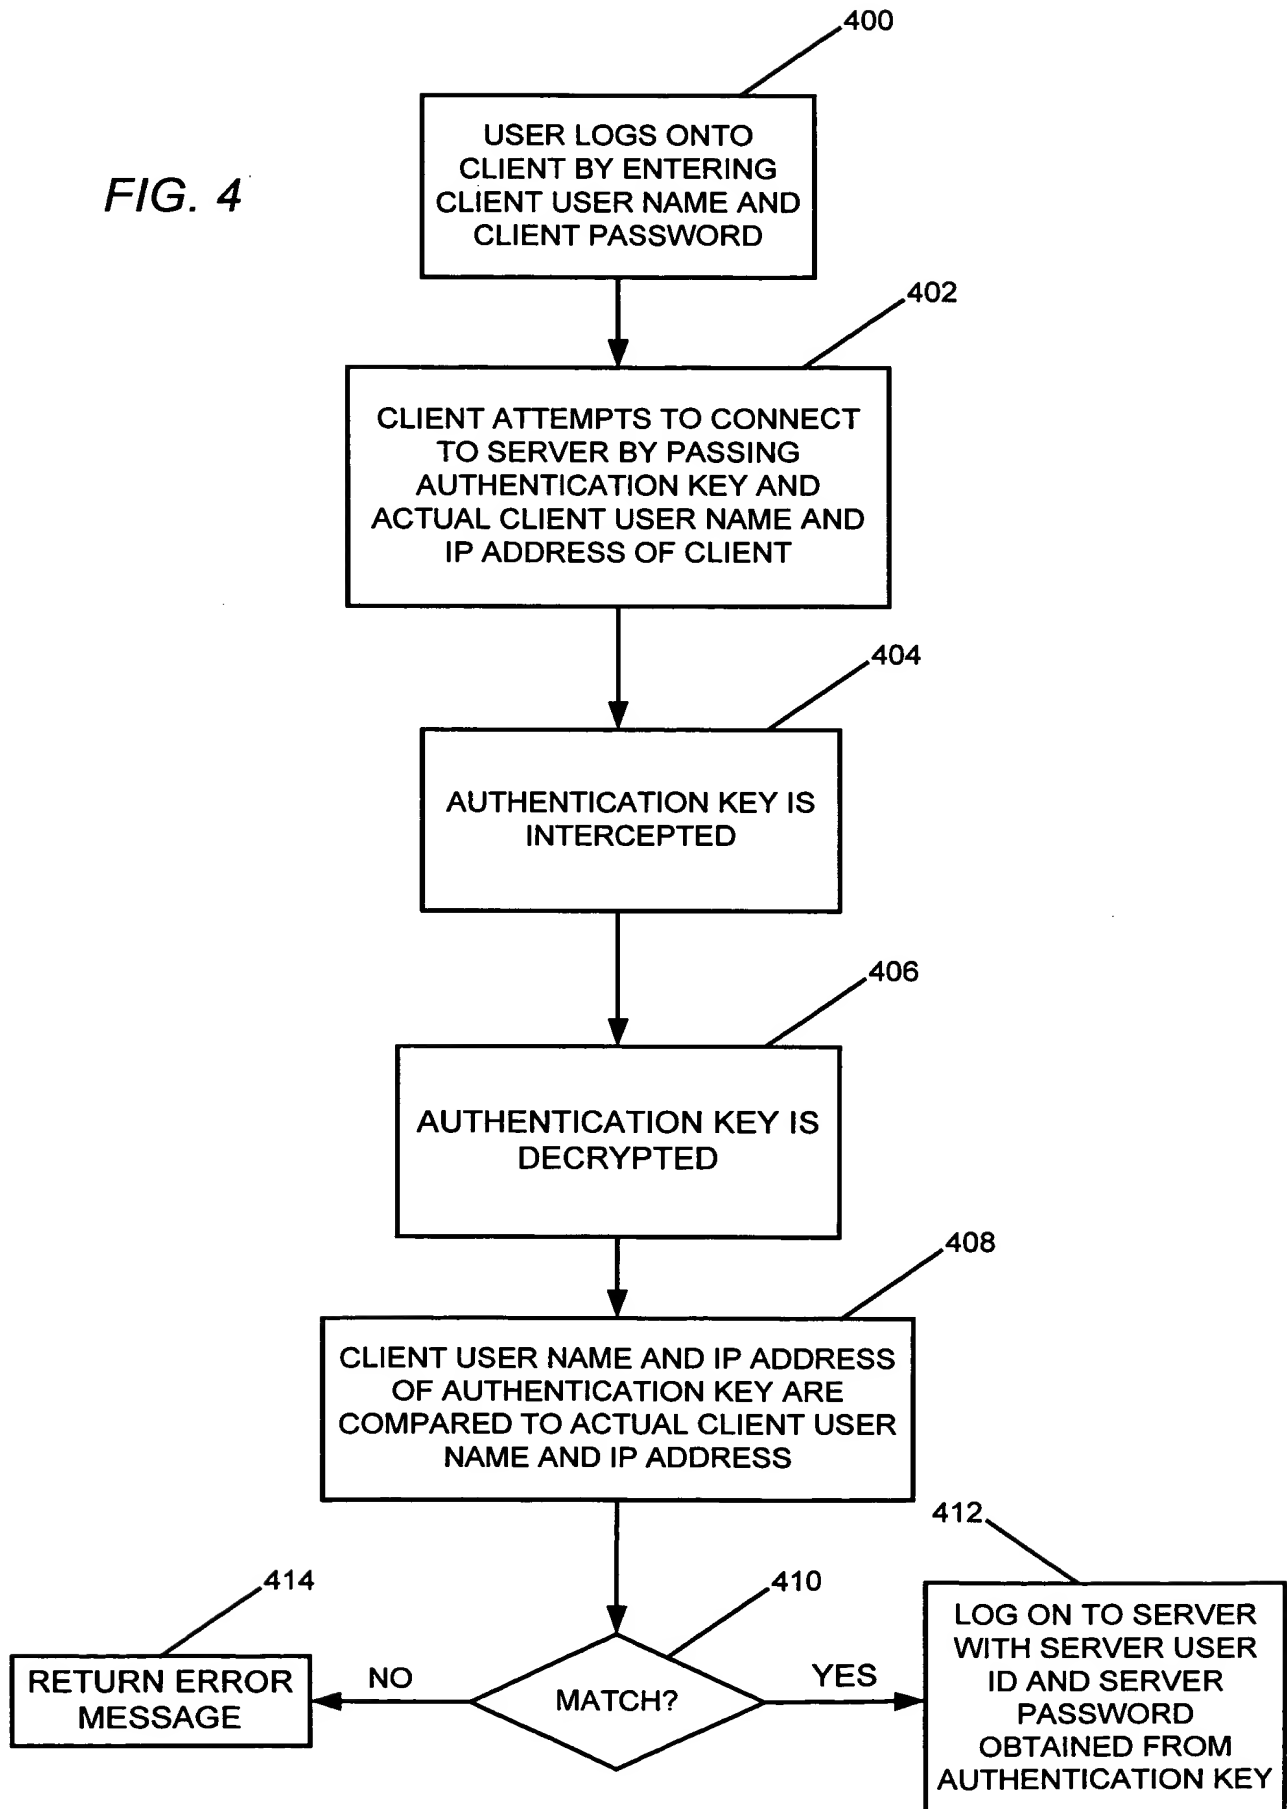 400
USER LOGS ONTO
CLIENT BY ENTERING
CLIENT USER NAME AND
CLIENT PASSWORD
FIG. 4
402
CLIENT ATTEMPTS TO CONNECT
TO SERVER BY PASSING
AUTHENTICATION KEY AND
ACTUAL CLIENT USER NAME AND
IP ADDRESS OF CLIENT
404
AUTHENTICATION KEY IS
INTERCEPTED
406
AUTHENTICATION KEY IS
DECRYPTED
408
CLIENT USER NAME AND IP ADDRESS
OF AUTHENTICATION KEY ARE
COMPARED TO ACTUAL CLIENT USER
NAME AND IP ADDRESS
414
RETURN ERROR
MESSAGE
NO
410
MATCH?
YES
412
LOG ON TO SERVER
WITH SERVER USER
ID AND SERVER
PASSWORD
OBTAINED FROM
AUTHENTICATION KEY